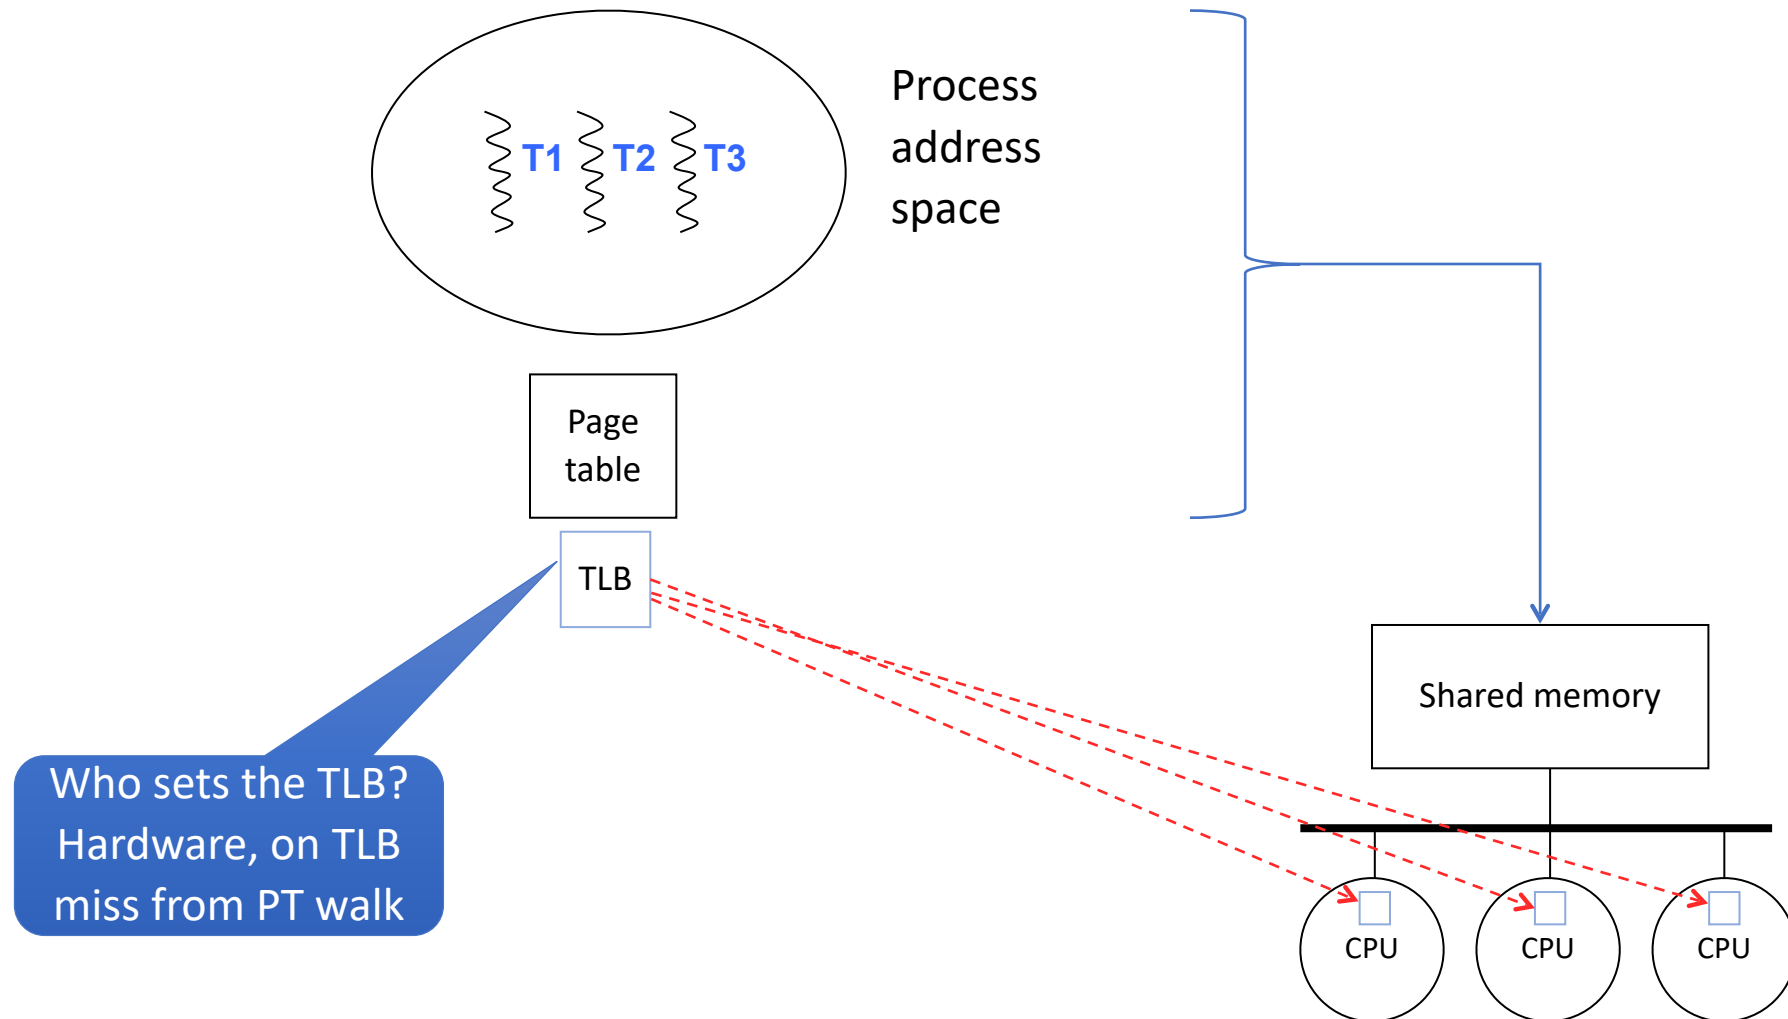 Process
address
space
T1 T2 T3
Page
table
TLB
Shared memory
Who sets the TLB?
Hardware, on TLB
miss from PT walk
CPU CPU CPU